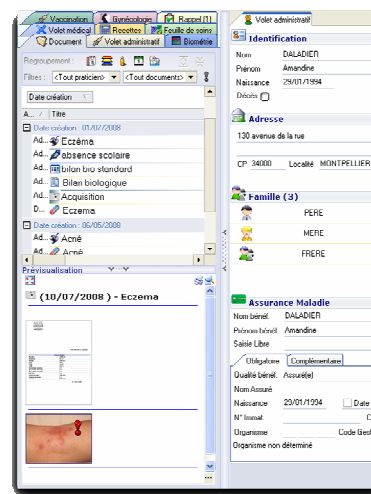 Vaccination Gynécologie Rappel [1]
Volet médical Recettes Feuille de soins
Document Volet administratif Biométrie
Regroupement :
Filtres : <Tout praticien> <Tout document>
Date création
A... / Titre
Date création : 01/07/2008
Ad... Eczéma
Ad... absence scolaire
Ad... bilan bio standard
Ad... Bilan biologique
Ad... Acquisition
D... Eczema
Date création : 06/05/2008
Ad... Acné
Ad... Acné
Prévisualisation
(10/07/2008 ) - Eczema
Volet administratif
Identification
Nom DALADIER
Prénom Amandine
Naissance 29/01/1994
Décès
Adresse
130 avenue de la rue
CP 34000 Localité MONTPELLIER
Famille (3)
PERE
MERE
FRERE
Assurance Maladie
Nom bénéf. DALADIER
Prénom bénéf. Amandine
Saisie Libre
Obligatoire Complémentaire
Qualité bénéf. Assuré(e)
Nom Assuré
Naissance 29/01/1994 Date
N° Immat. C
Organisme Code Gest
Organisme non déterminé